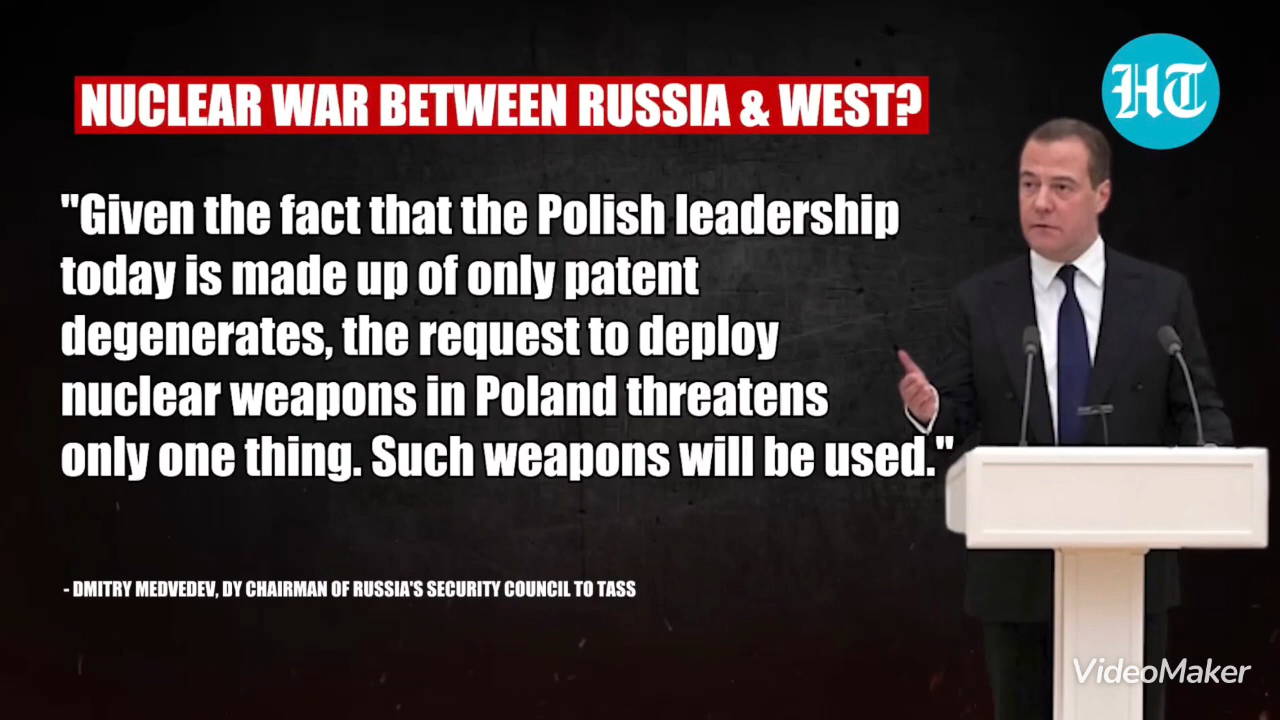 HT
NUCLEAR WAR BETWEEN RUSSIA & WEST?
"Given the fact that the Polish leadership
today is made up of only patent
degenerates, the request to deploy
nuclear weapons in Poland threatens
only one thing. Such weapons will be used."
- DMITRY MEDVEDEV, DY CHAIRMAN OF RUSSIA'S SECURITY COUNCIL TO TASS
VideoMaker